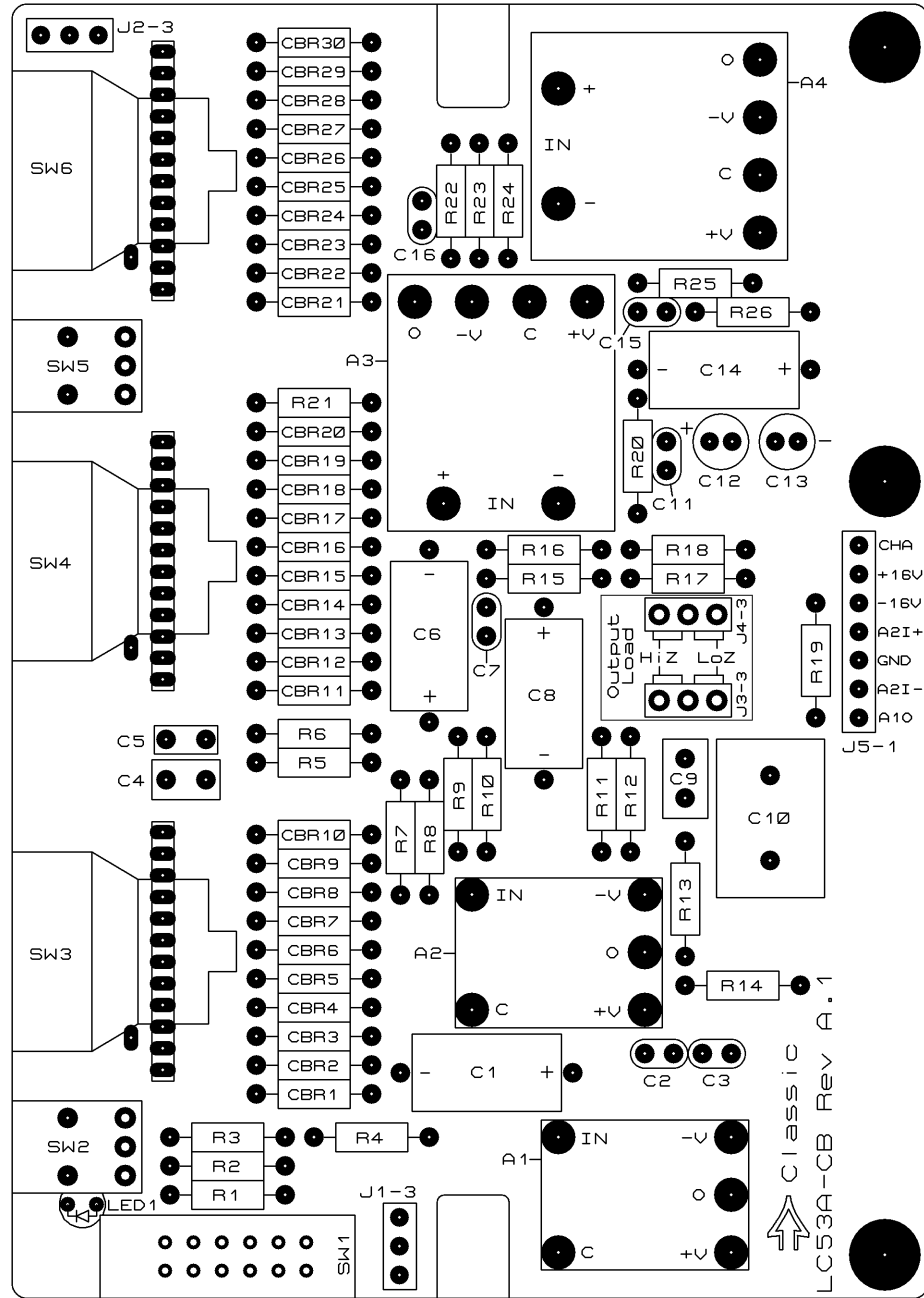 J2-3
CBR30
CBR29
CBR28
CBR27
CBR26
CBR25
CBR24
CBR23
CBR22
CBR21
SW6
C16
R22
R23
R24
+
-
IN
O
-V
C
+V
A4
R25
R26
C15
SW5
A3
O
-V
C
+V
+
-
IN
-
C14
+
R21
CBR20
CBR19
CBR18
CBR17
CBR16
CBR15
CBR14
CBR13
CBR12
CBR11
SW4
R20
C11
+
C12
C13
-
R16
R15
R18
R17
-
C6
+
C7
+
C8
-
Output
Load
HiZ
LoZ
J4-3
J3-3
R19
CHA
+16V
-16V
A2I+
GND
A2I-
A1O
J5-1
C5
C4
R6
R5
R7
R8
R9
R10
R11
R12
C9
C10
CBR10
CBR9
CBR8
CBR7
CBR6
CBR5
CBR4
CBR3
CBR2
CBR1
SW3
A2
IN
C
-V
O
+V
R13
R14
-
C1
+
C2
C3
SW2
LED1
R3
R2
R1
R4
J1-3
SW1
A1
IN
C
-V
O
+V
Classic
LC53A-CB Rev A.1